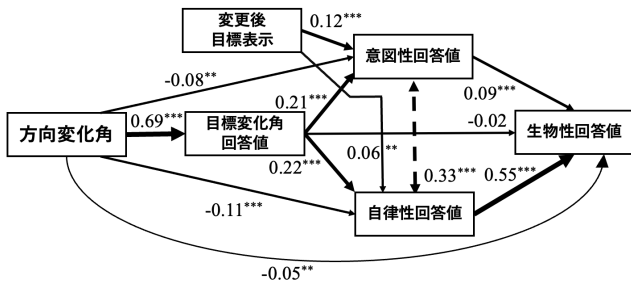 変更後
目標表示
0.12***
意図性回答値
-0.08**
0.21***
0.09***
方向変化角
0.69***
目標変化角
回答値
-0.02
生物性回答値
0.22***
0.06**
0.33***
0.55***
-0.11***
自律性回答値
-0.05**